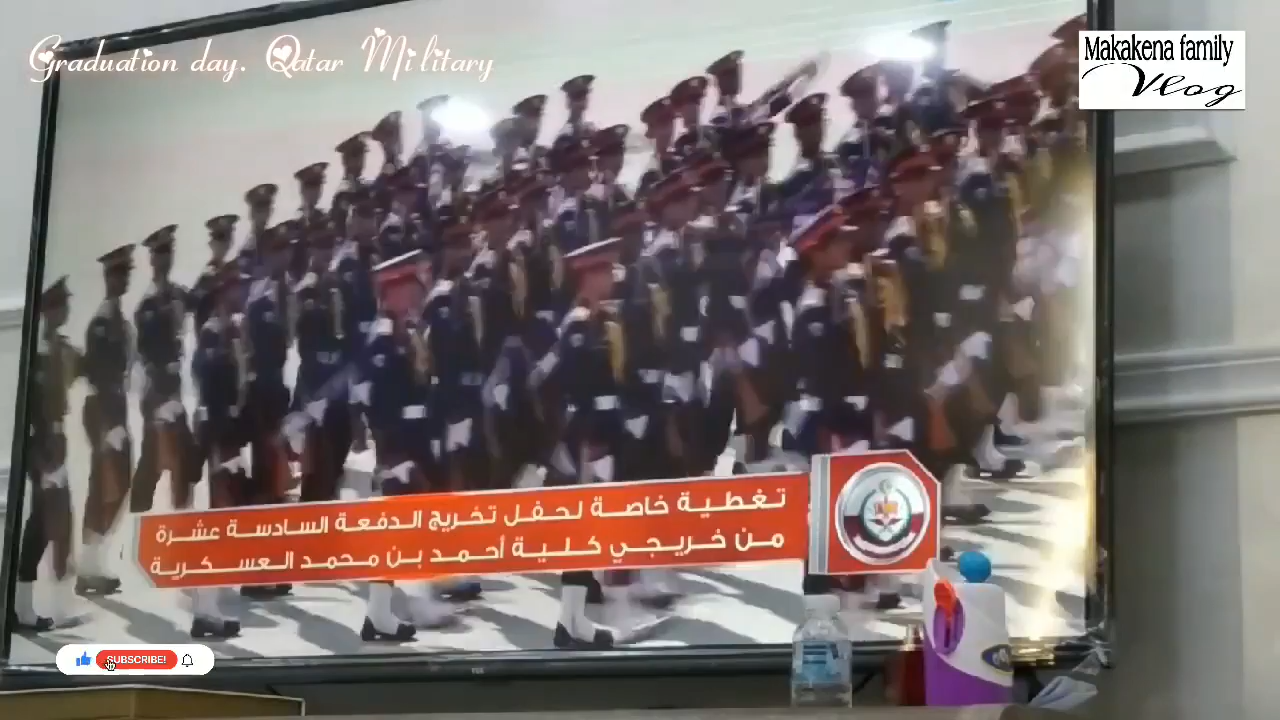 Graduation day. Qatar Military
Makakena family
Vlog
تغطية خاصة لحفل تخريج الدفعة السادسة عشرة
من خريجي كلية أحمد بن محمد العسكرية
SUBSCRIBE!